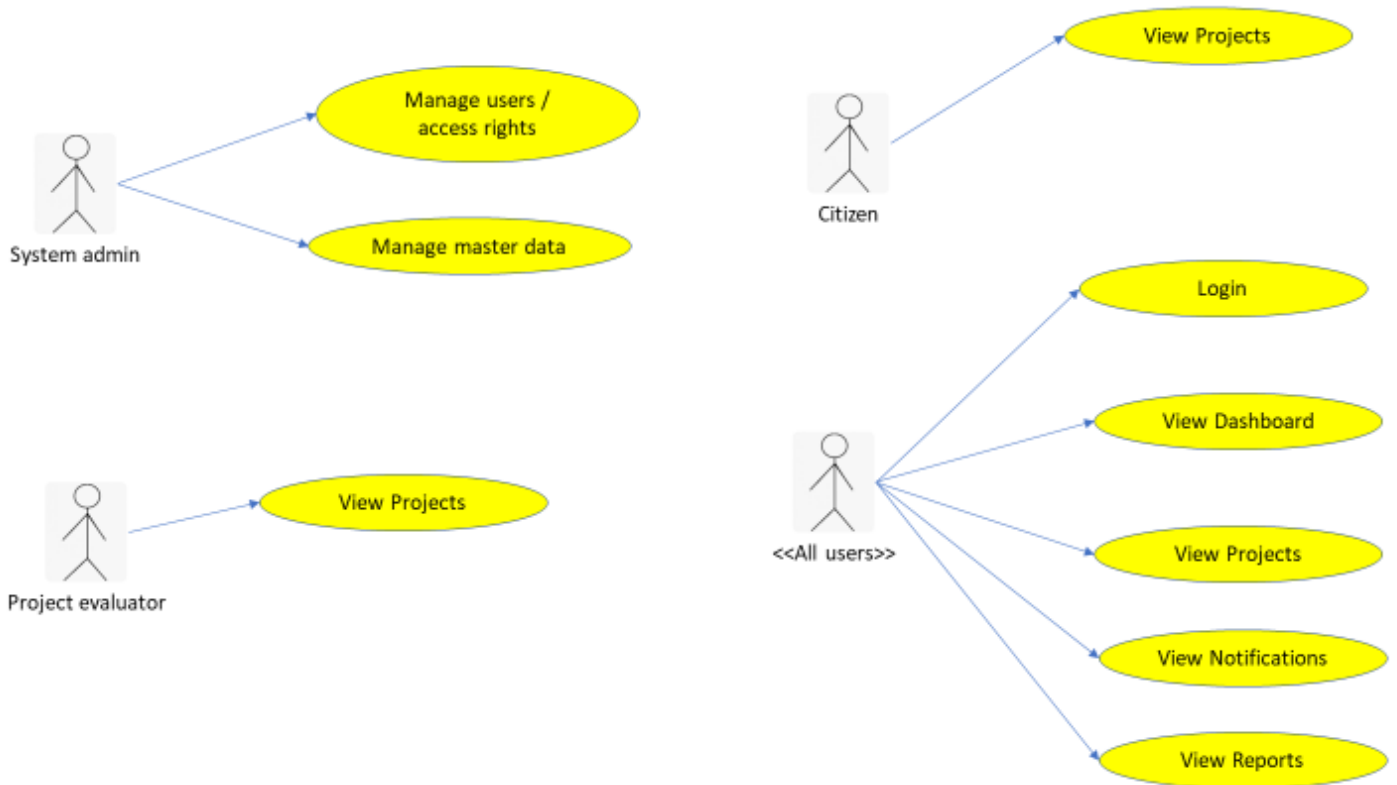 View Projects
Manage users /
access rights
System admin
Manage master data
Citizen
Login
View Dashboard
View Projects
Project evaluator
<<All users>>
View Projects
View Notifications
View Reports